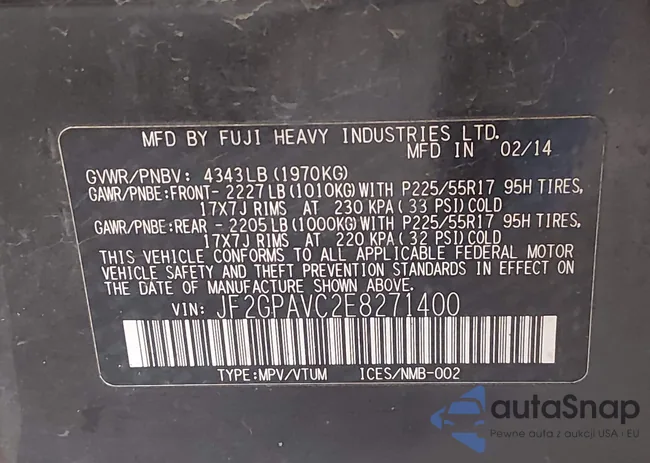 MFD BY FUJI HEAVY INDUSTRIES LTD.
MFD IN 02/14
GVWR/PNBV: 4343LB (1970KG)
GAWR/PNBE:FRONT- 2227LB(1010KG)WITH P225/55R17 95H TIRES,
17X7J RIMS AT 230 KPA( 33 PSI) COLD
GAWR/PNBE:REAR - 2205LB(1000KG)WITH P225/55R17 95H TIRES,
17X7J RIMS AT 220 KPA( 32 PSI) COLD
THIS VEHICLE CONFORMS TO ALL APPLICABLE FEDERAL MOTOR
VEHICLE SAFETY AND THEFT PREVENTION STANDARDS IN EFFECT ON
THE DATE OF MANUFACTURE SHOWN ABOVE.
VIN: JF2GPAVC2E8271400
TYPE:MPV/VTUM 1CES/NMB-002
autaSnap
Pewne auta z aukcji USA i EU